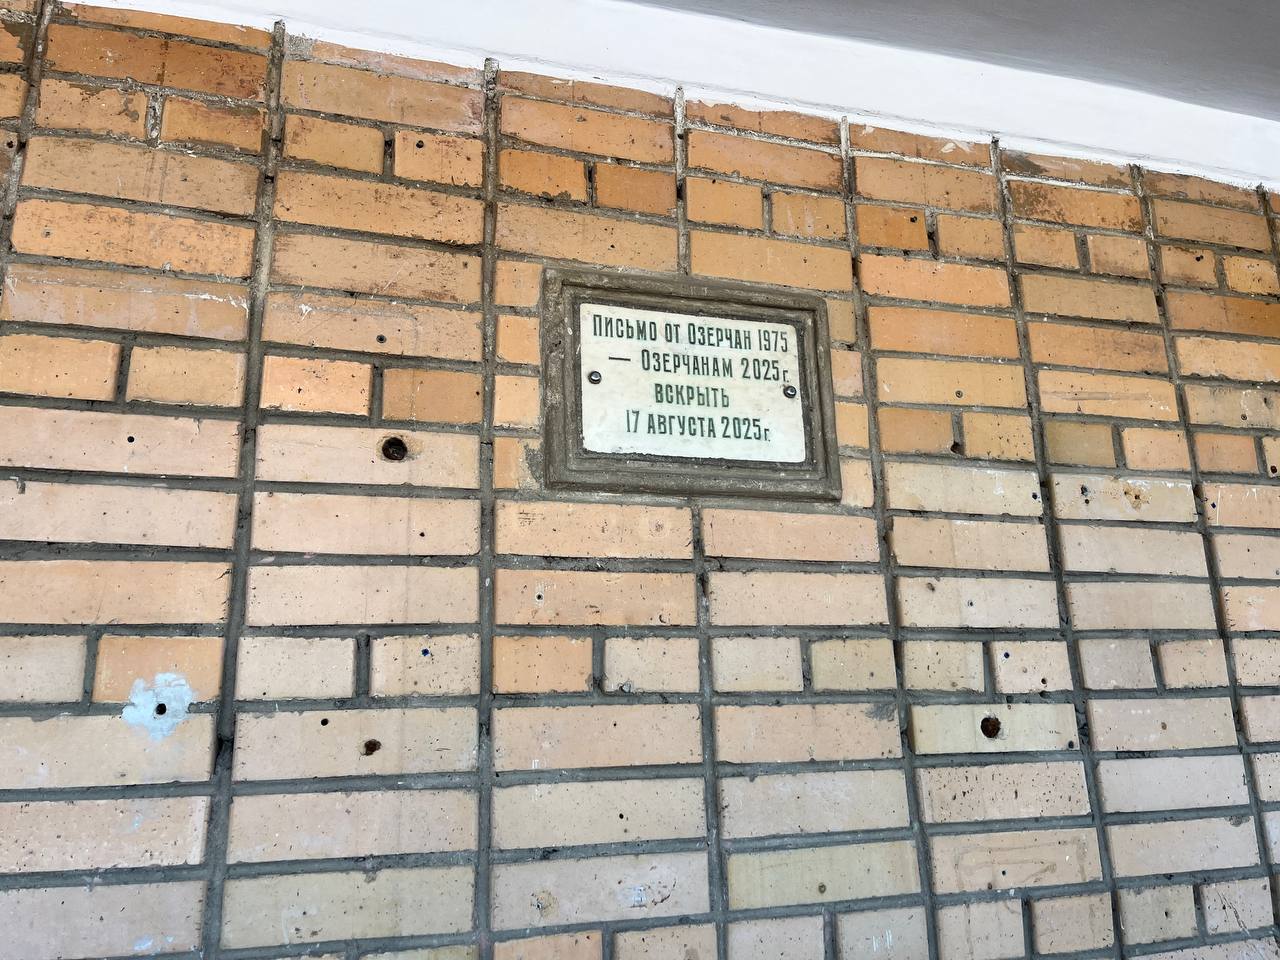 ПИСЬМО ОТ ОЗЕРЧАН 1975
— ОЗЕРЧАНАМ 2025г.
ВСКРЫТЬ
17 АВГУСТА 2025г.